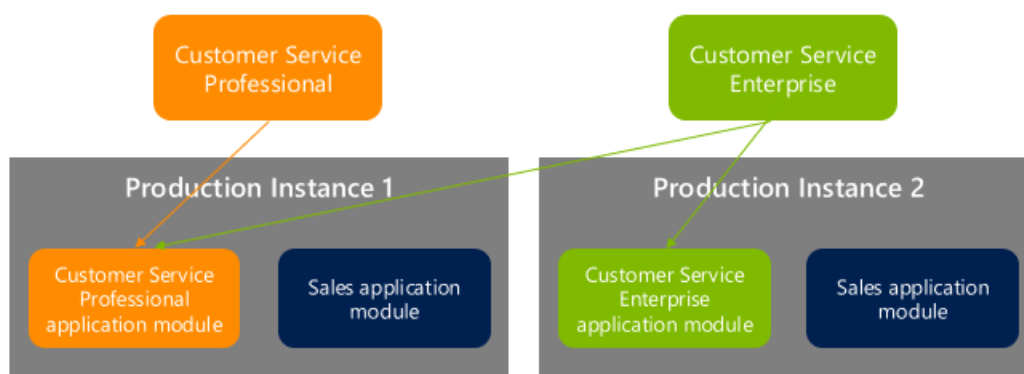 Customer Service
Professional
Customer Service
Enterprise
Production Instance 1
Production Instance 2
Customer Service
Professional
application module
Sales application
module
Customer Service
Enterprise
application module
Sales application
module